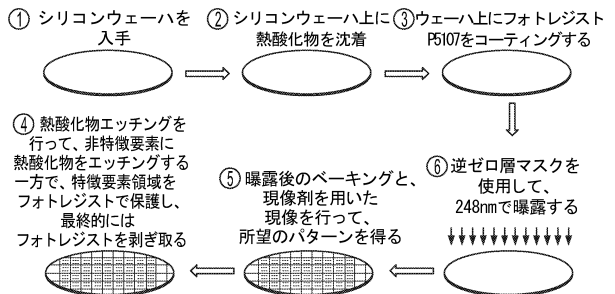 ① シリコンウェーハを
入手
② シリコンウェーハ上に
熱酸化物を沈着
③ ウェーハ上にフォトレジスト
P5107をコーティングする
④ 熱酸化物エッチングを
行って、非特徴要素に
熱酸化物をエッチングする
一方で、特徴要素領域を
フォトレジストで保護し、
最終的には
フォトレジストを剥ぎ取る
⑤ 曝露後のベーキングと、
現像剤を用いた
現像を行って、
所望のパターンを得る
⑥ 逆ゼロ層マスクを
使用して、
248nmで曝露する